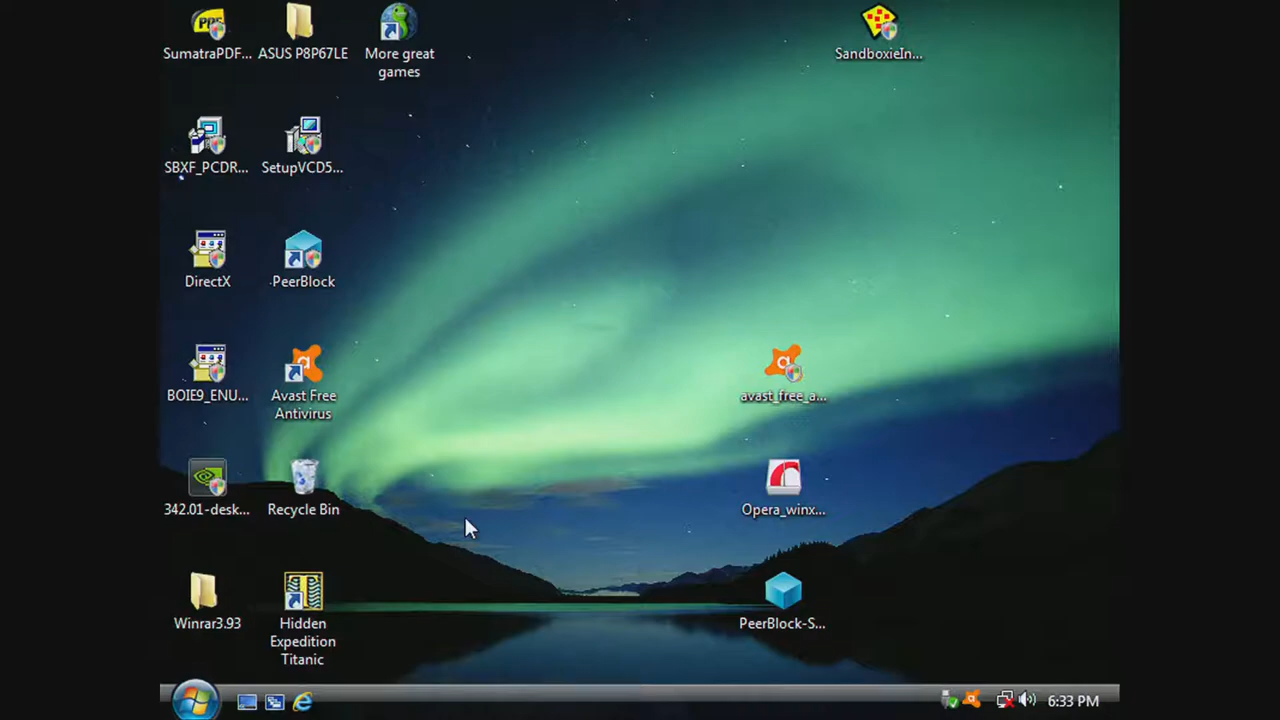 SumatraPDF...
ASUS P8P67LE
More great
games
SandboxieIn...
SBXF_PCDR...
SetupVCD5...
DirectX
PeerBlock
BOIE9_ENU...
Avast Free
Antivirus
avast_free_a...
342.01-desk...
Recycle Bin
Opera_winx...
Winrar3.93
Hidden
Expedition
Titanic
PeerBlock-S...
6:33 PM